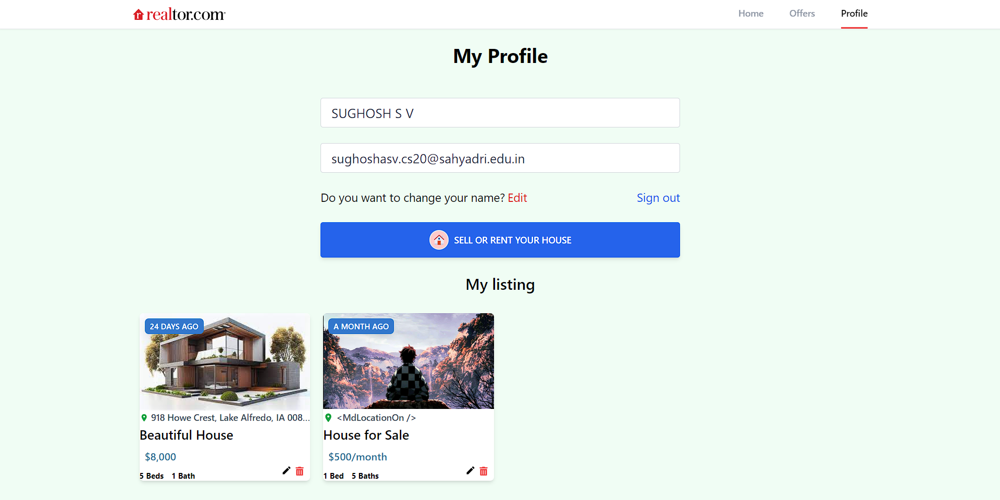 realtor.com
Home Offers Profile
My Profile
SUGHOSH S V
sughoshasv.cs20@sahyadri.edu.in
Do you want to change your name? Edit Sign out
SELL OR RENT YOUR HOUSE
My listing
24 DAYS AGO
918 Howe Crest, Lake Alfredo, IA 008...
Beautiful House
$8,000
5 Beds 1 Bath
A MONTH AGO
<MdLocationOn />
House for Sale
$500/month
1 Bed 5 Baths